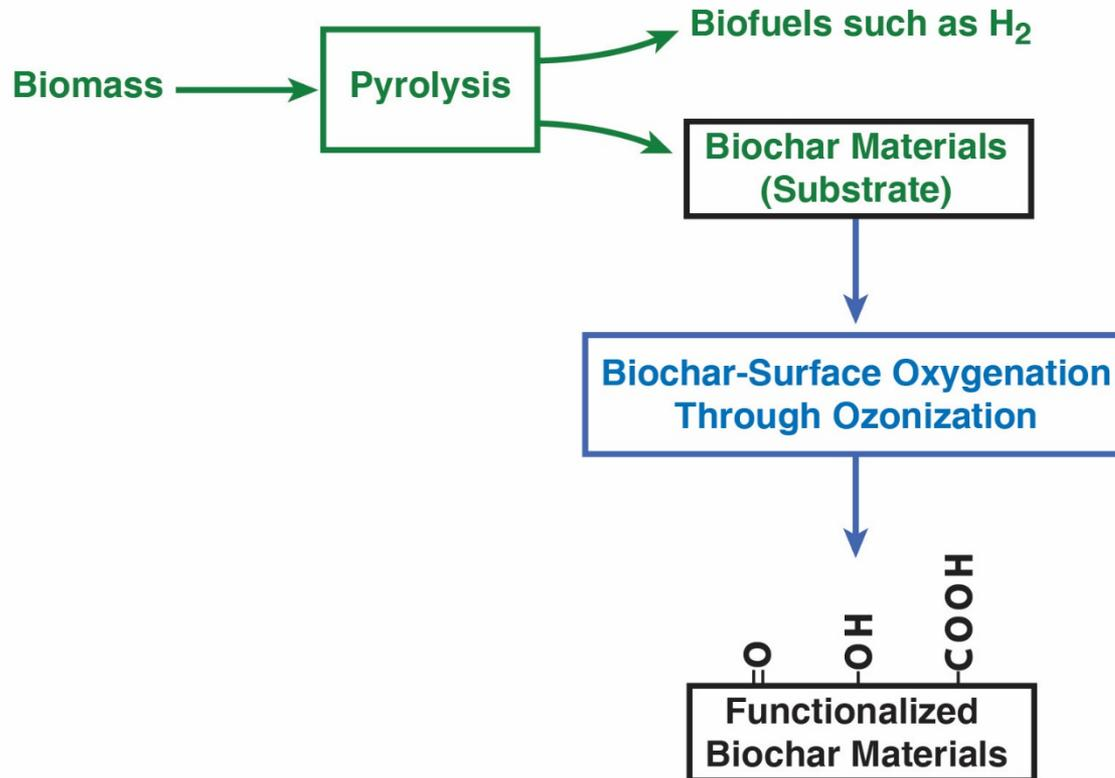 Biofuels such as H₂
Biomass
Pyrolysis
Biochar Materials
(Substrate)
Biochar-Surface Oxygenation
Through Ozonization
O
OH
COOH
Functionalized
Biochar Materials